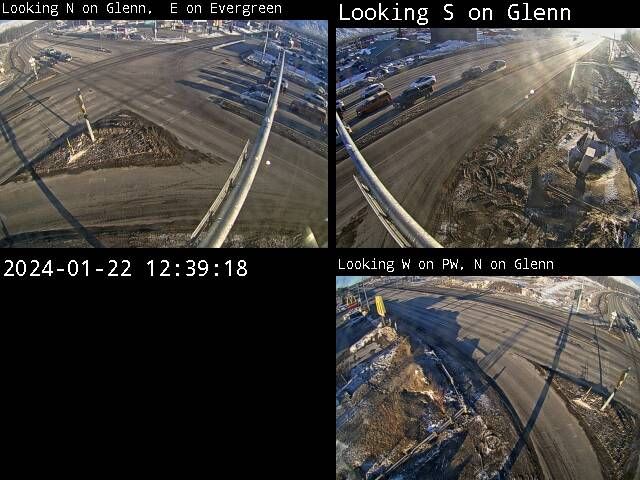 Looking N on Glenn,  E on Evergreen
Looking S on Glenn
2024-01-22 12:39:18
Looking W on PW, N on Glenn